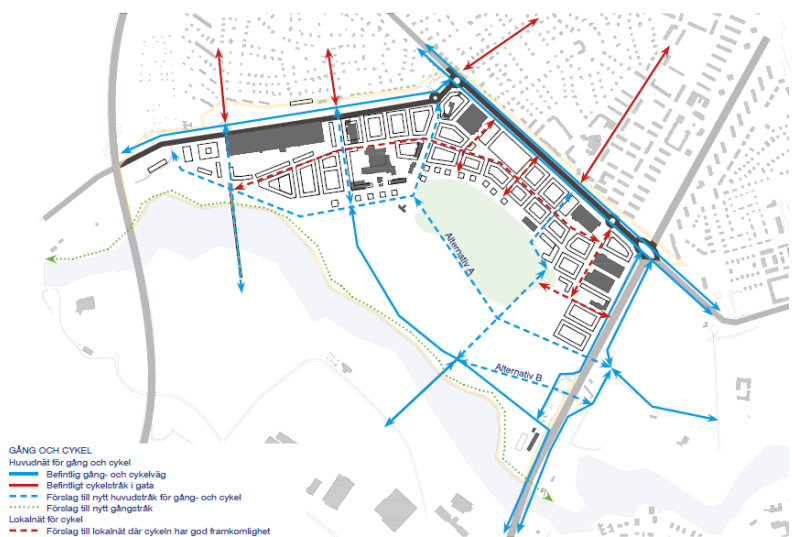 Alternativ A
Alternativ B
GÅNG OCH CYKEL
Huvudnät för gång och cykel
Befintlig gång- och cykelväg
Befintligt cykelstråk i gata
Förslag till nytt huvudstråk för gång- och cykel
Förslag till nytt gångstråk
Lokalnät för cykel
Förslag till lokalnät där cykeln har god framkomlighet